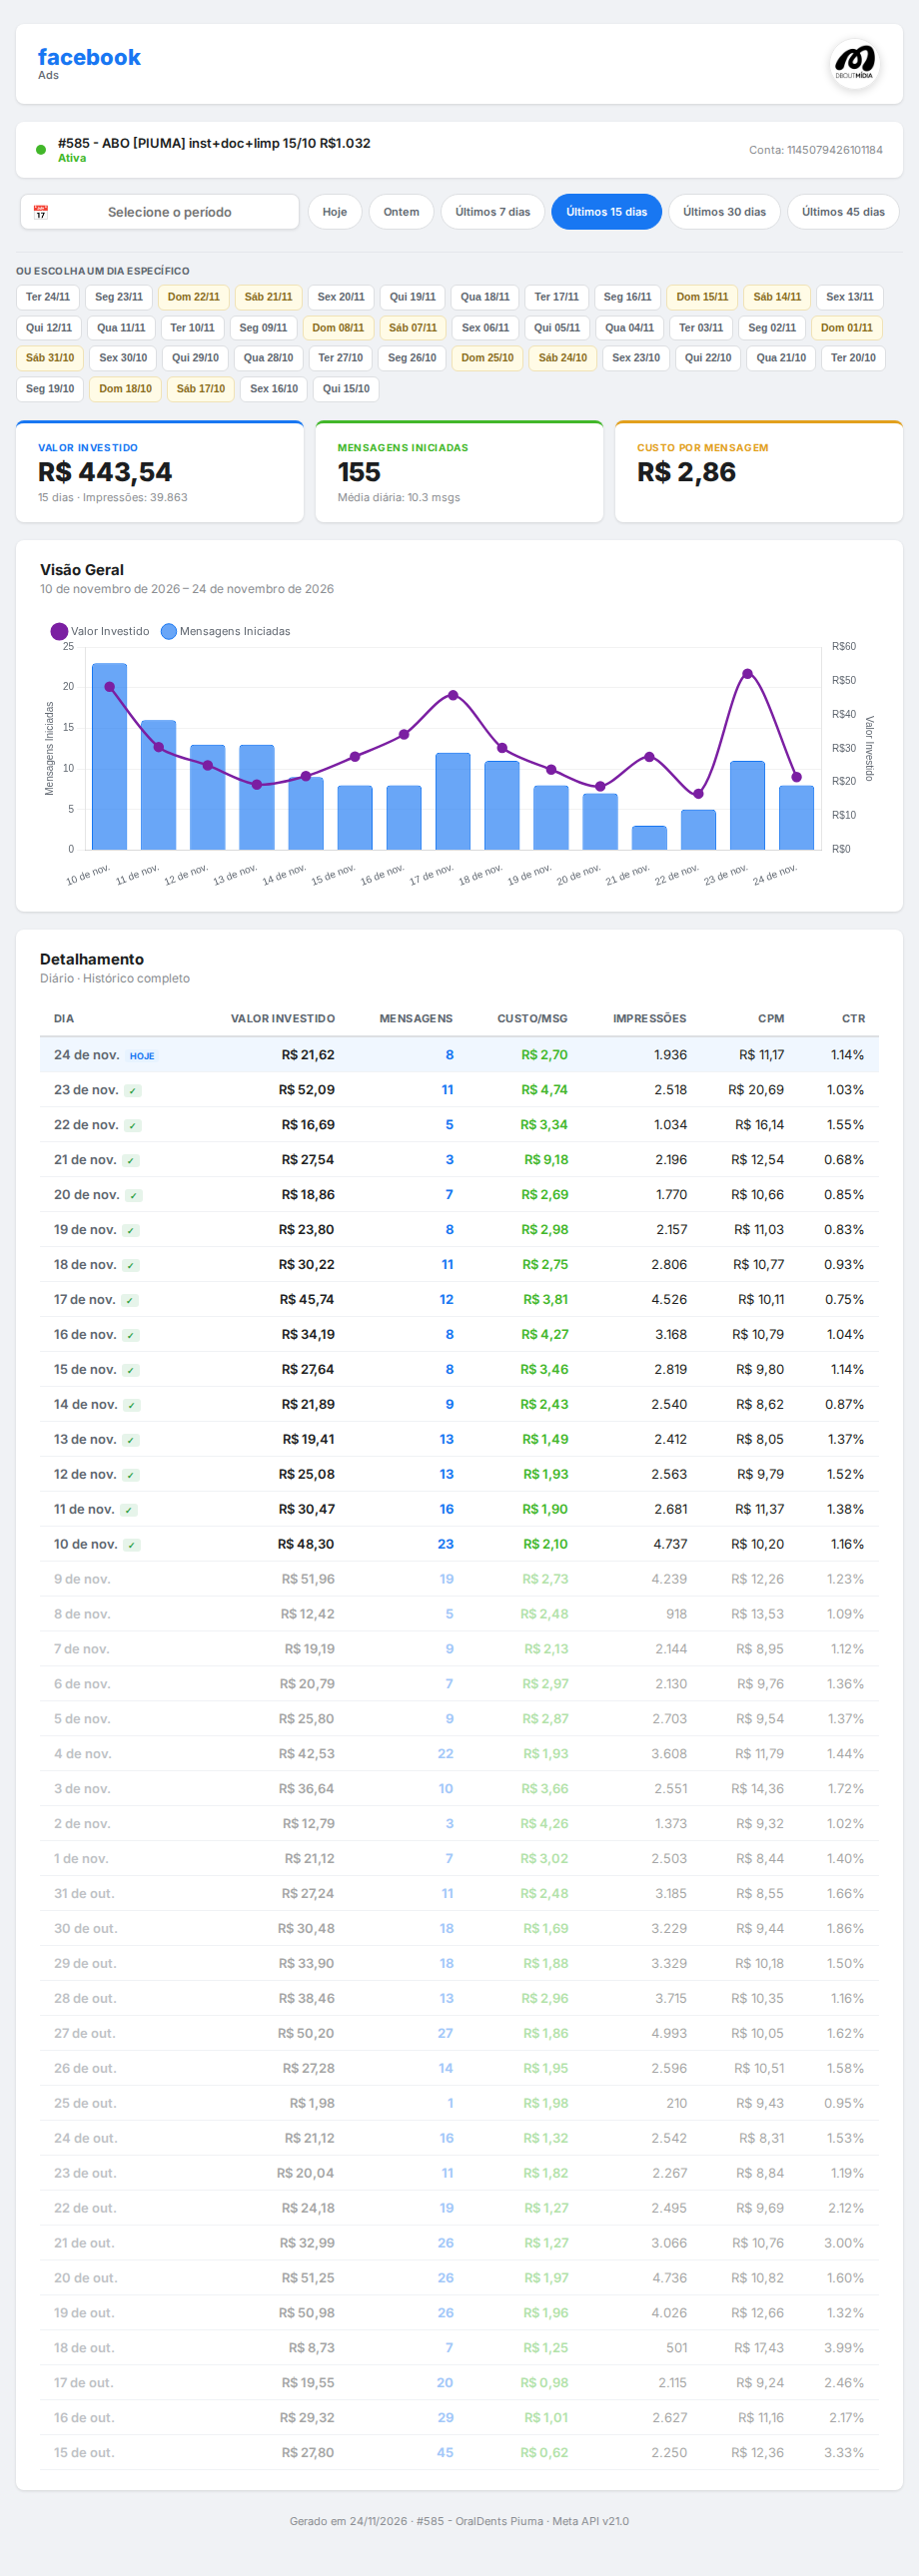 facebook
Ads
DBOUTMÍDIA
#585 - ABO [PIUMA] inst+doc+limp 15/10 R$1.032
Ativa
Conta: 1145079426101184
Selecione o período Hoje Ontem Últimos 7 dias Últimos 15 dias Últimos 30 dias Últimos 45 dias
OU ESCOLHA UM DIA ESPECÍFICO
Ter 24/11 Seg 23/11 Dom 22/11 Sáb 21/11 Sex 20/11 Qui 19/11 Qua 18/11 Ter 17/11 Seg 16/11 Dom 15/11 Sáb 14/11 Sex 13/11
Qui 12/11 Qua 11/11 Ter 10/11 Seg 09/11 Dom 08/11 Sáb 07/11 Sex 06/11 Qui 05/11 Qua 04/11 Ter 03/11 Seg 02/11 Dom 01/11
Sáb 31/10 Sex 30/10 Qui 29/10 Qua 28/10 Ter 27/10 Seg 26/10 Dom 25/10 Sáb 24/10 Sex 23/10 Qui 22/10 Qua 21/10 Ter 20/10
Seg 19/10 Dom 18/10 Sáb 17/10 Sex 16/10 Qui 15/10
VALOR INVESTIDO
R$ 443,54
15 dias · Impressões: 39.863
MENSAGENS INICIADAS
155
Média diária: 10.3 msgs
CUSTO POR MENSAGEM
R$ 2,86
Visão Geral
10 de novembro de 2026 – 24 de novembro de 2026
Valor Investido Mensagens Iniciadas
Mensagens Iniciadas
25
20
15
10
5
0
R$60
R$50
R$40
R$30
R$20
R$10
R$0
Valor Investido
10 de nov. 11 de nov. 12 de nov. 13 de nov. 14 de nov. 15 de nov. 16 de nov. 17 de nov. 18 de nov. 19 de nov. 20 de nov. 21 de nov. 22 de nov. 23 de nov. 24 de nov.
Detalhamento
Diário · Histórico completo
DIA VALOR INVESTIDO MENSAGENS CUSTO/MSG IMPRESSÕES CPM CTR
24 de nov. HOJE R$ 21,62 8 R$ 2,70 1.936 R$ 11,17 1.14%
23 de nov. ✓ R$ 52,09 11 R$ 4,74 2.518 R$ 20,69 1.03%
22 de nov. ✓ R$ 16,69 5 R$ 3,34 1.034 R$ 16,14 1.55%
21 de nov. ✓ R$ 27,54 3 R$ 9,18 2.196 R$ 12,54 0.68%
20 de nov. ✓ R$ 18,86 7 R$ 2,69 1.770 R$ 10,66 0.85%
19 de nov. ✓ R$ 23,80 8 R$ 2,98 2.157 R$ 11,03 0.83%
18 de nov. ✓ R$ 30,22 11 R$ 2,75 2.806 R$ 10,77 0.93%
17 de nov. ✓ R$ 45,74 12 R$ 3,81 4.526 R$ 10,11 0.75%
16 de nov. ✓ R$ 34,19 8 R$ 4,27 3.168 R$ 10,79 1.04%
15 de nov. ✓ R$ 27,64 8 R$ 3,46 2.819 R$ 9,80 1.14%
14 de nov. ✓ R$ 21,89 9 R$ 2,43 2.540 R$ 8,62 0.87%
13 de nov. ✓ R$ 19,41 13 R$ 1,49 2.412 R$ 8,05 1.37%
12 de nov. ✓ R$ 25,08 13 R$ 1,93 2.563 R$ 9,79 1.52%
11 de nov. ✓ R$ 30,47 16 R$ 1,90 2.681 R$ 11,37 1.38%
10 de nov. ✓ R$ 48,30 23 R$ 2,10 4.737 R$ 10,20 1.16%
9 de nov. R$ 51,96 19 R$ 2,73 4.239 R$ 12,26 1.23%
8 de nov. R$ 12,42 5 R$ 2,48 918 R$ 13,53 1.09%
7 de nov. R$ 19,19 9 R$ 2,13 2.144 R$ 8,95 1.12%
6 de nov. R$ 20,79 7 R$ 2,97 2.130 R$ 9,76 1.36%
5 de nov. R$ 25,80 9 R$ 2,87 2.703 R$ 9,54 1.37%
4 de nov. R$ 42,53 22 R$ 1,93 3.608 R$ 11,79 1.44%
3 de nov. R$ 36,64 10 R$ 3,66 2.551 R$ 14,36 1.72%
2 de nov. R$ 12,79 3 R$ 4,26 1.373 R$ 9,32 1.02%
1 de nov. R$ 21,12 7 R$ 3,02 2.503 R$ 8,44 1.40%
31 de out. R$ 27,24 11 R$ 2,48 3.185 R$ 8,55 1.66%
30 de out. R$ 30,48 18 R$ 1,69 3.229 R$ 9,44 1.86%
29 de out. R$ 33,90 18 R$ 1,88 3.329 R$ 10,18 1.50%
28 de out. R$ 38,46 13 R$ 2,96 3.715 R$ 10,35 1.16%
27 de out. R$ 50,20 27 R$ 1,86 4.993 R$ 10,05 1.62%
26 de out. R$ 27,28 14 R$ 1,95 2.596 R$ 10,51 1.58%
25 de out. R$ 1,98 1 R$ 1,98 210 R$ 9,43 0.95%
24 de out. R$ 21,12 16 R$ 1,32 2.542 R$ 8,31 1.53%
23 de out. R$ 20,04 11 R$ 1,82 2.267 R$ 8,84 1.19%
22 de out. R$ 24,18 19 R$ 1,27 2.495 R$ 9,69 2.12%
21 de out. R$ 32,99 26 R$ 1,27 3.066 R$ 10,76 3.00%
20 de out. R$ 51,25 26 R$ 1,97 4.736 R$ 10,82 1.60%
19 de out. R$ 50,98 26 R$ 1,96 4.026 R$ 12,66 1.32%
18 de out. R$ 8,73 7 R$ 1,25 501 R$ 17,43 3.99%
17 de out. R$ 19,55 20 R$ 0,98 2.115 R$ 9,24 2.46%
16 de out. R$ 29,32 29 R$ 1,01 2.627 R$ 11,16 2.17%
15 de out. R$ 27,80 45 R$ 0,62 2.250 R$ 12,36 3.33%
Gerado em 24/11/2026 · #585 - OralDents Piuma · Meta API v21.0